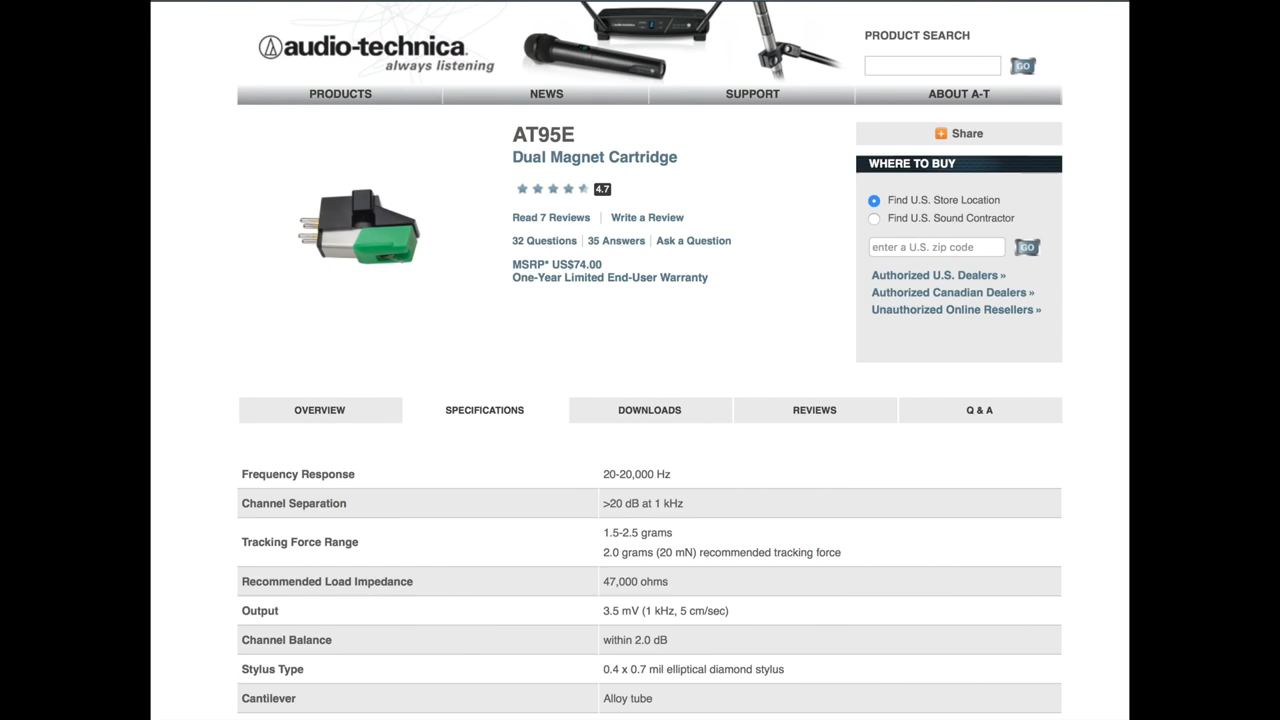 audio-technica
always listening
PRODUCT SEARCH
GO
PRODUCTS NEWS SUPPORT ABOUT A-T
AT95E
Dual Magnet Cartridge
4.7
Read 7 Reviews | Write a Review
32 Questions | 35 Answers | Ask a Question
MSRP* US$74.00
One-Year Limited End-User Warranty
Share
WHERE TO BUY
Find U.S. Store Location
Find U.S. Sound Contractor
enter a U.S. zip code GO
Authorized U.S. Dealers »
Authorized Canadian Dealers »
Unauthorized Online Resellers »
OVERVIEW SPECIFICATIONS DOWNLOADS REVIEWS Q & A
Frequency Response 20-20,000 Hz
Channel Separation >20 dB at 1 kHz
Tracking Force Range 1.5-2.5 grams
2.0 grams (20 mN) recommended tracking force
Recommended Load Impedance 47,000 ohms
Output 3.5 mV (1 kHz, 5 cm/sec)
Channel Balance within 2.0 dB
Stylus Type 0.4 x 0.7 mil elliptical diamond stylus
Cantilever Alloy tube